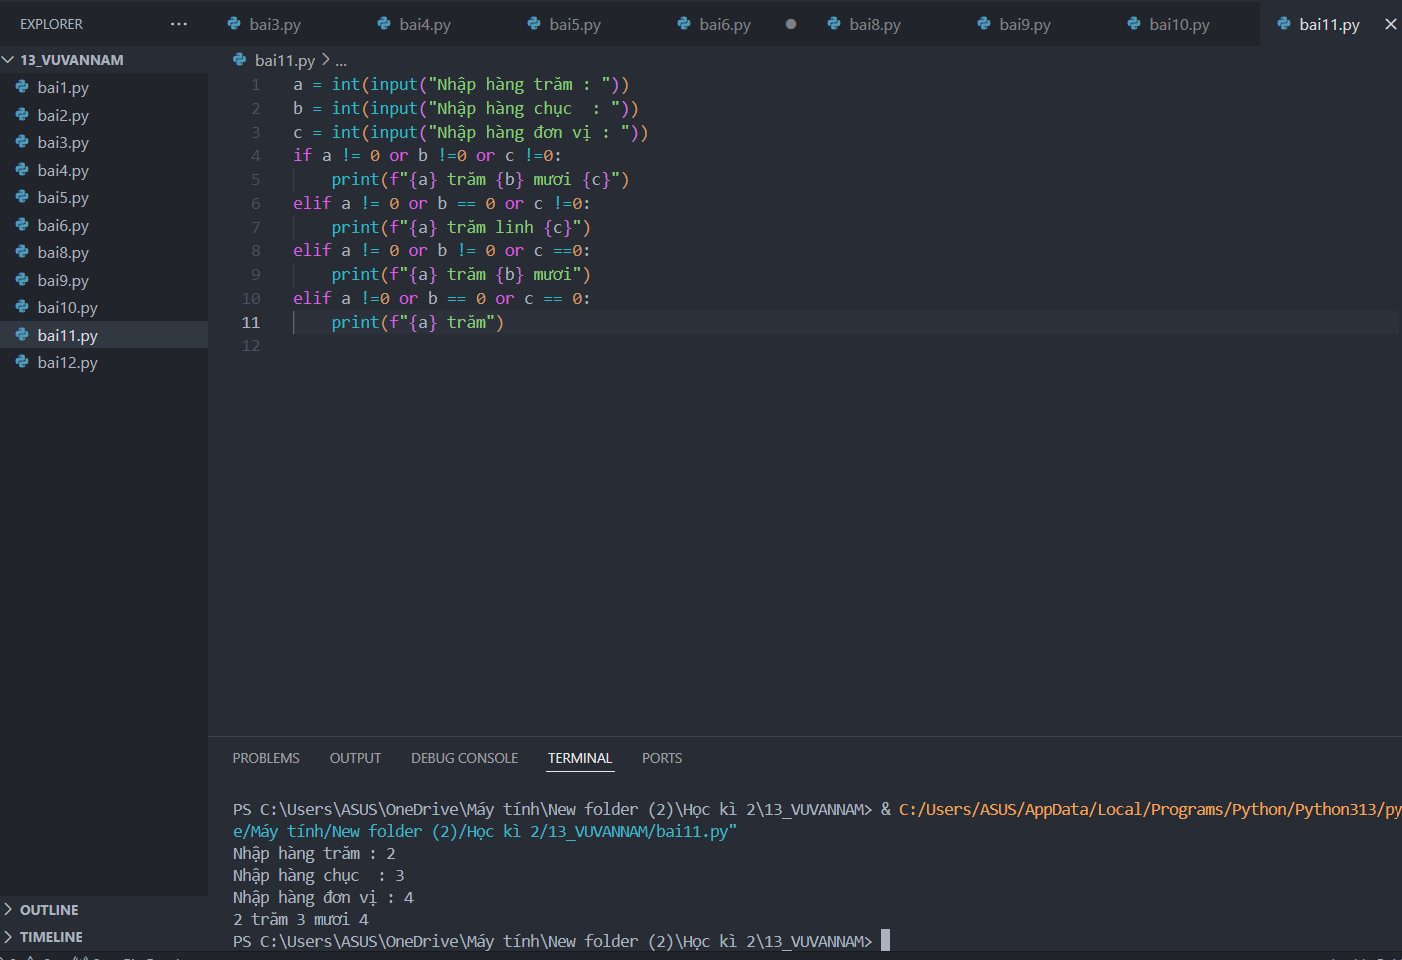 EXPLORER ...
bai3.py bai4.py bai5.py bai6.py bai8.py bai9.py bai10.py bai11.py
13_VUVANNAM
bai1.py
bai2.py
bai3.py
bai4.py
bai5.py
bai6.py
bai8.py
bai9.py
bai10.py
bai11.py
bai12.py
OUTLINE
TIMELINE
bai11.py > ...
1 a = int(input("Nhập hàng trăm : "))
2 b = int(input("Nhập hàng chục  : "))
3 c = int(input("Nhập hàng đơn vị : "))
4 if a != 0 or b !=0 or c !=0:
5     print(f"{a} trăm {b} mươi {c}")
6 elif a != 0 or b == 0 or c !=0:
7     print(f"{a} trăm linh {c}")
8 elif a != 0 or b != 0 or c ==0:
9     print(f"{a} trăm {b} mươi")
10 elif a !=0 or b == 0 or c == 0:
11     print(f"{a} trăm")
12
PROBLEMS OUTPUT DEBUG CONSOLE TERMINAL PORTS
PS C:\Users\ASUS\OneDrive\Máy tính\New folder (2)\Học kì 2\13_VUVANNAM> & C:/Users/ASUS/AppData/Local/Programs/Python/Python313/py
e/Máy tính/New folder (2)/Học kì 2/13_VUVANNAM/bai11.py"
Nhập hàng trăm : 2
Nhập hàng chục  : 3
Nhập hàng đơn vị : 4
2 trăm 3 mươi 4
PS C:\Users\ASUS\OneDrive\Máy tính\New folder (2)\Học kì 2\13_VUVANNAM>